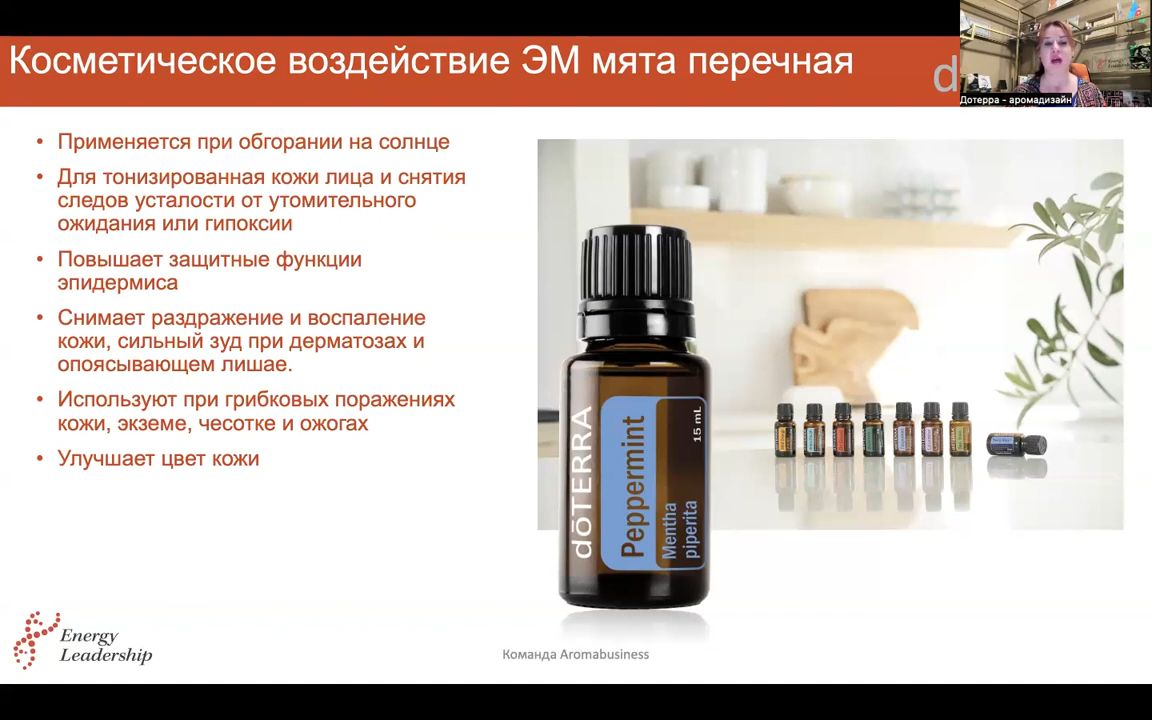 Косметическое воздействие ЭМ мята перечная
d
Дотерра - аромадизайн
• Применяется при обгорании на солнце
• Для тонизированная кожи лица и снятия
следов усталости от утомительного
ожидания или гипоксии
• Повышает защитные функции
эпидермиса
• Снимает раздражение и воспаление
кожи, сильный зуд при дерматозах и
опоясывающем лишае.
• Используют при грибковых поражениях
кожи, экземе, чесотке и ожогах
• Улучшает цвет кожи
dōTERRA
Peppermint
Mentha
piperita
15 mL
Energy
Leadership
Команда Aromabusiness